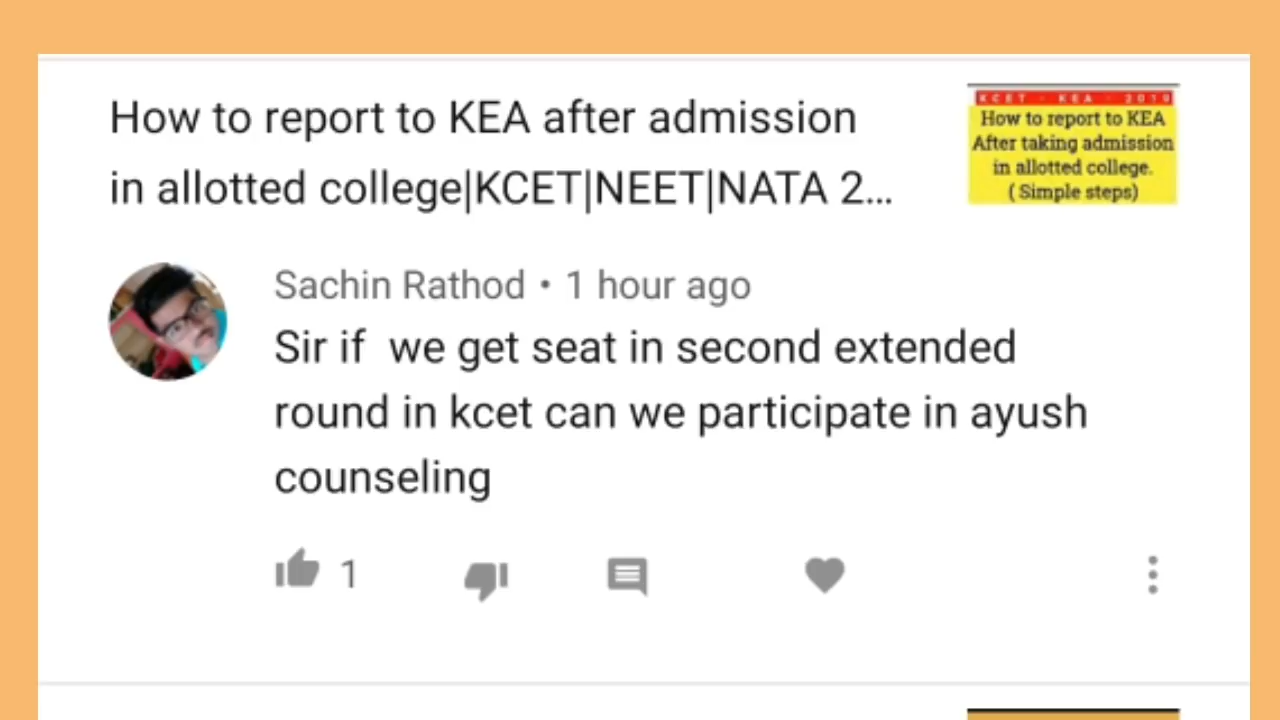 How to report to KEA after admission
in allotted college|KCET|NEET|NATA 2...
KCET - KEA - 2019
How to report to KEA
After taking admission
in allotted college.
( Simple steps)
Sachin Rathod • 1 hour ago
Sir if  we get seat in second extended
round in kcet can we participate in ayush
counseling
1